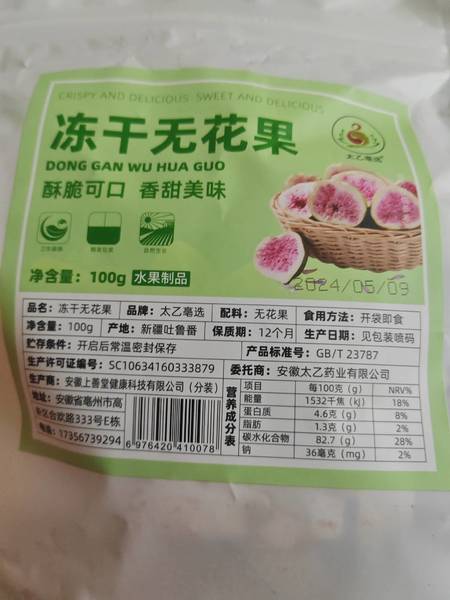 CRISPY AND DELICIOUS SWEET AND DELICIOUS
冻干无花果
DONG GAN WU HUA GUO
酥脆可口 香甜美味
太乙亳选
净含量：100g 水果制品
2024/05/09
品名：冻干无花果 品牌：太乙亳选 配料：无花果 食用方法：开袋即食
净含量：100g 产地：新疆吐鲁番 保质期：12个月 生产日期：见包装喷码
贮存条件：开启后常温密封保存 产品标准号：GB/T 23787
生产许可证编号：SC10634160333879 委托商：安徽太乙药业有限公司
生产商：安徽上善堂健康科技有限公司（分装）
地址：安徽省亳州市高
新区合欢路333号E栋
电话：17356739294
6976420410078
营养成分表
项目 每100克(g) NRV%
能量 1532千焦(kJ) 18%
蛋白质 4.6克(g) 8%
脂肪 1.3克(g) 2%
碳水化合物 82.7(g) 28%
钠 36毫克(mg) 2%